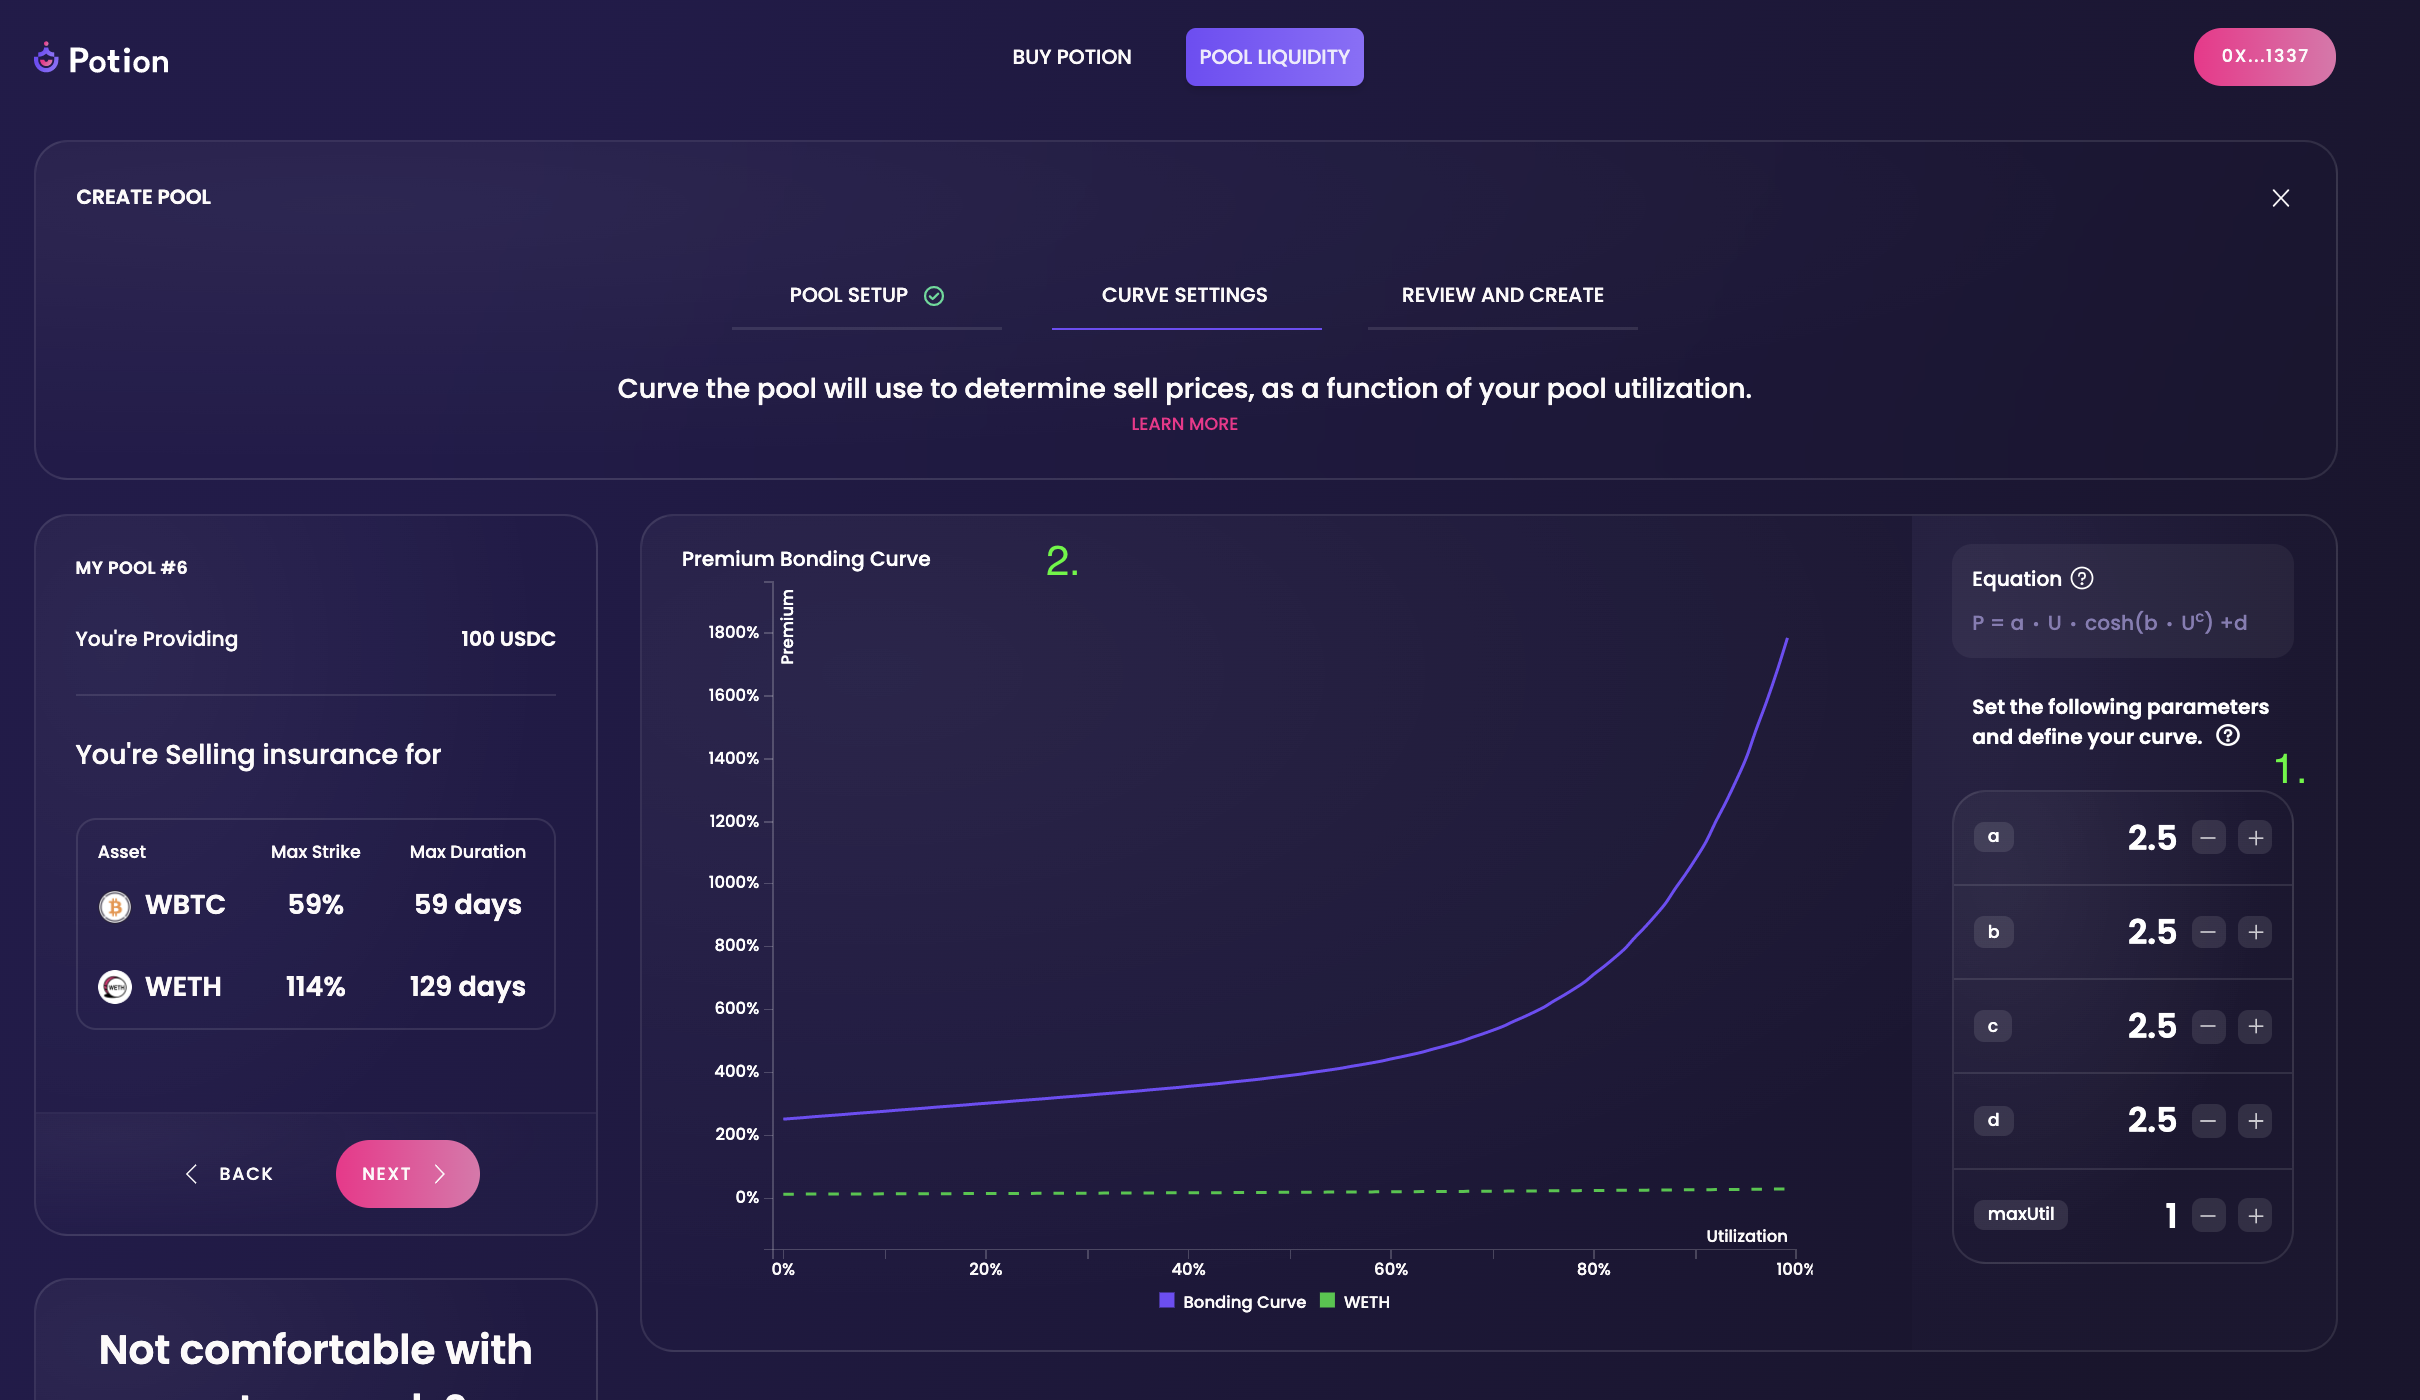 Potion
BUY POTION
POOL LIQUIDITY
0X...1337
CREATE POOL
POOL SETUP
CURVE SETTINGS
REVIEW AND CREATE
Curve the pool will use to determine sell prices, as a function of your pool utilization.
LEARN MORE
MY POOL #6
You're Providing 100 USDC
You're Selling insurance for
Asset Max Strike Max Duration
WBTC 59% 59 days
WETH 114% 129 days
BACK
NEXT
Not comfortable with
Premium Bonding Curve
2.
Premium
1800%
1600%
1400%
1200%
1000%
800%
600%
400%
200%
0%
Utilization
0% 20% 40% 60% 80% 100%
Bonding Curve WETH
Equation ?
P = a • U • cosh(b • U^c) +d
Set the following parameters
and define your curve. ?
1.
a 2.5 − +
b 2.5 − +
c 2.5 − +
d 2.5 − +
maxUtil 1 − +